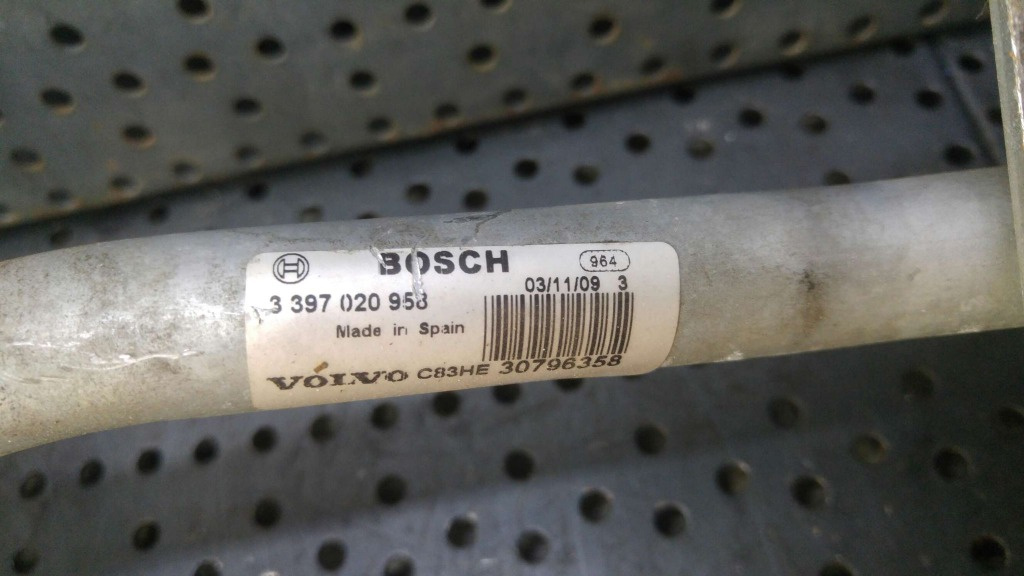 BOSCH 964
03/11/09 3
3 397 020 958
Made in Spain
VOLVO C83HE 30796358